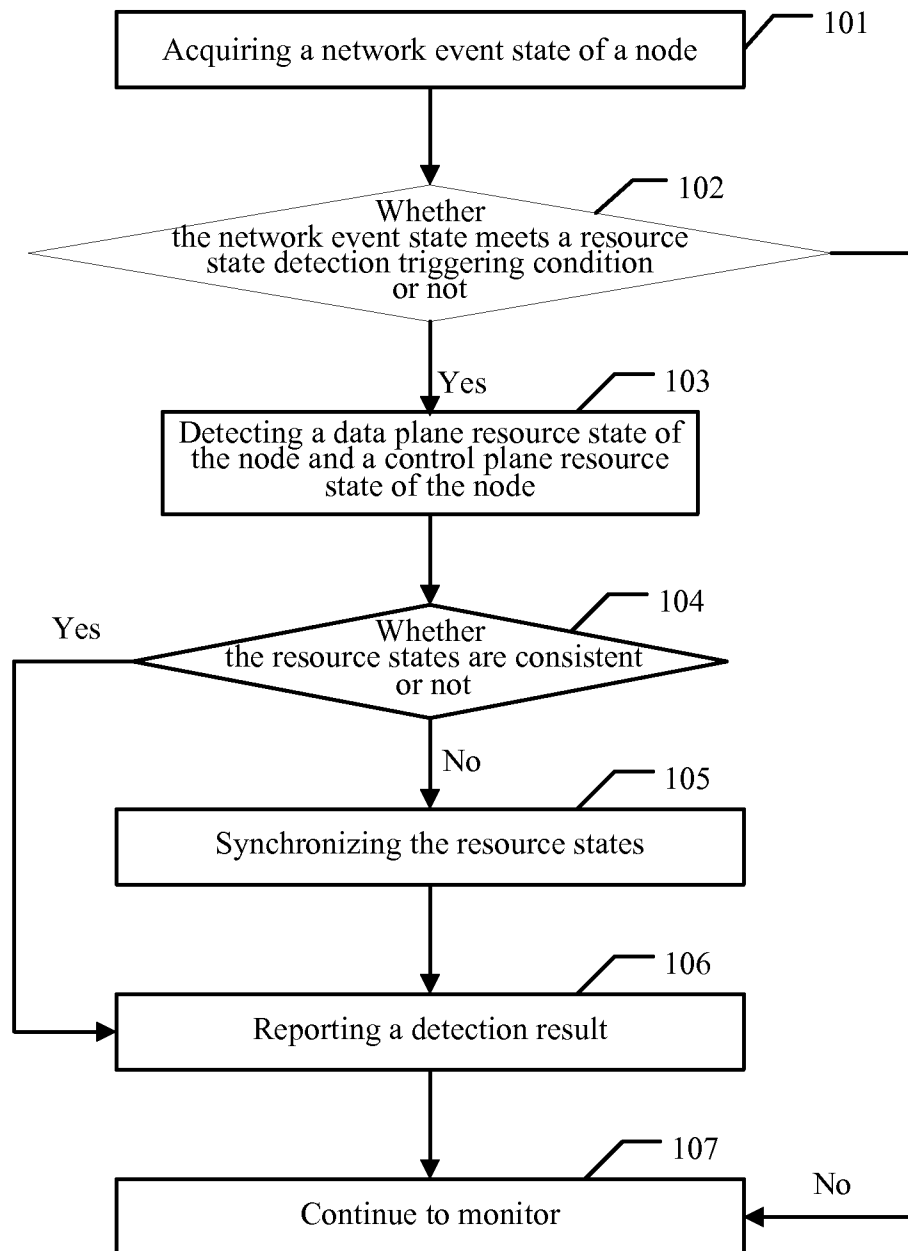 101
Acquiring a network event state of a node
102
Whether
the network event state meets a resource
state detection triggering condition
or not
Yes
103
Detecting a data plane resource state of
the node and a control plane resource
state of the node
104
Yes
Whether
the resource states are consistent
or not
No
105
Synchronizing the resource states
106
Reporting a detection result
107
No
Continue to monitor